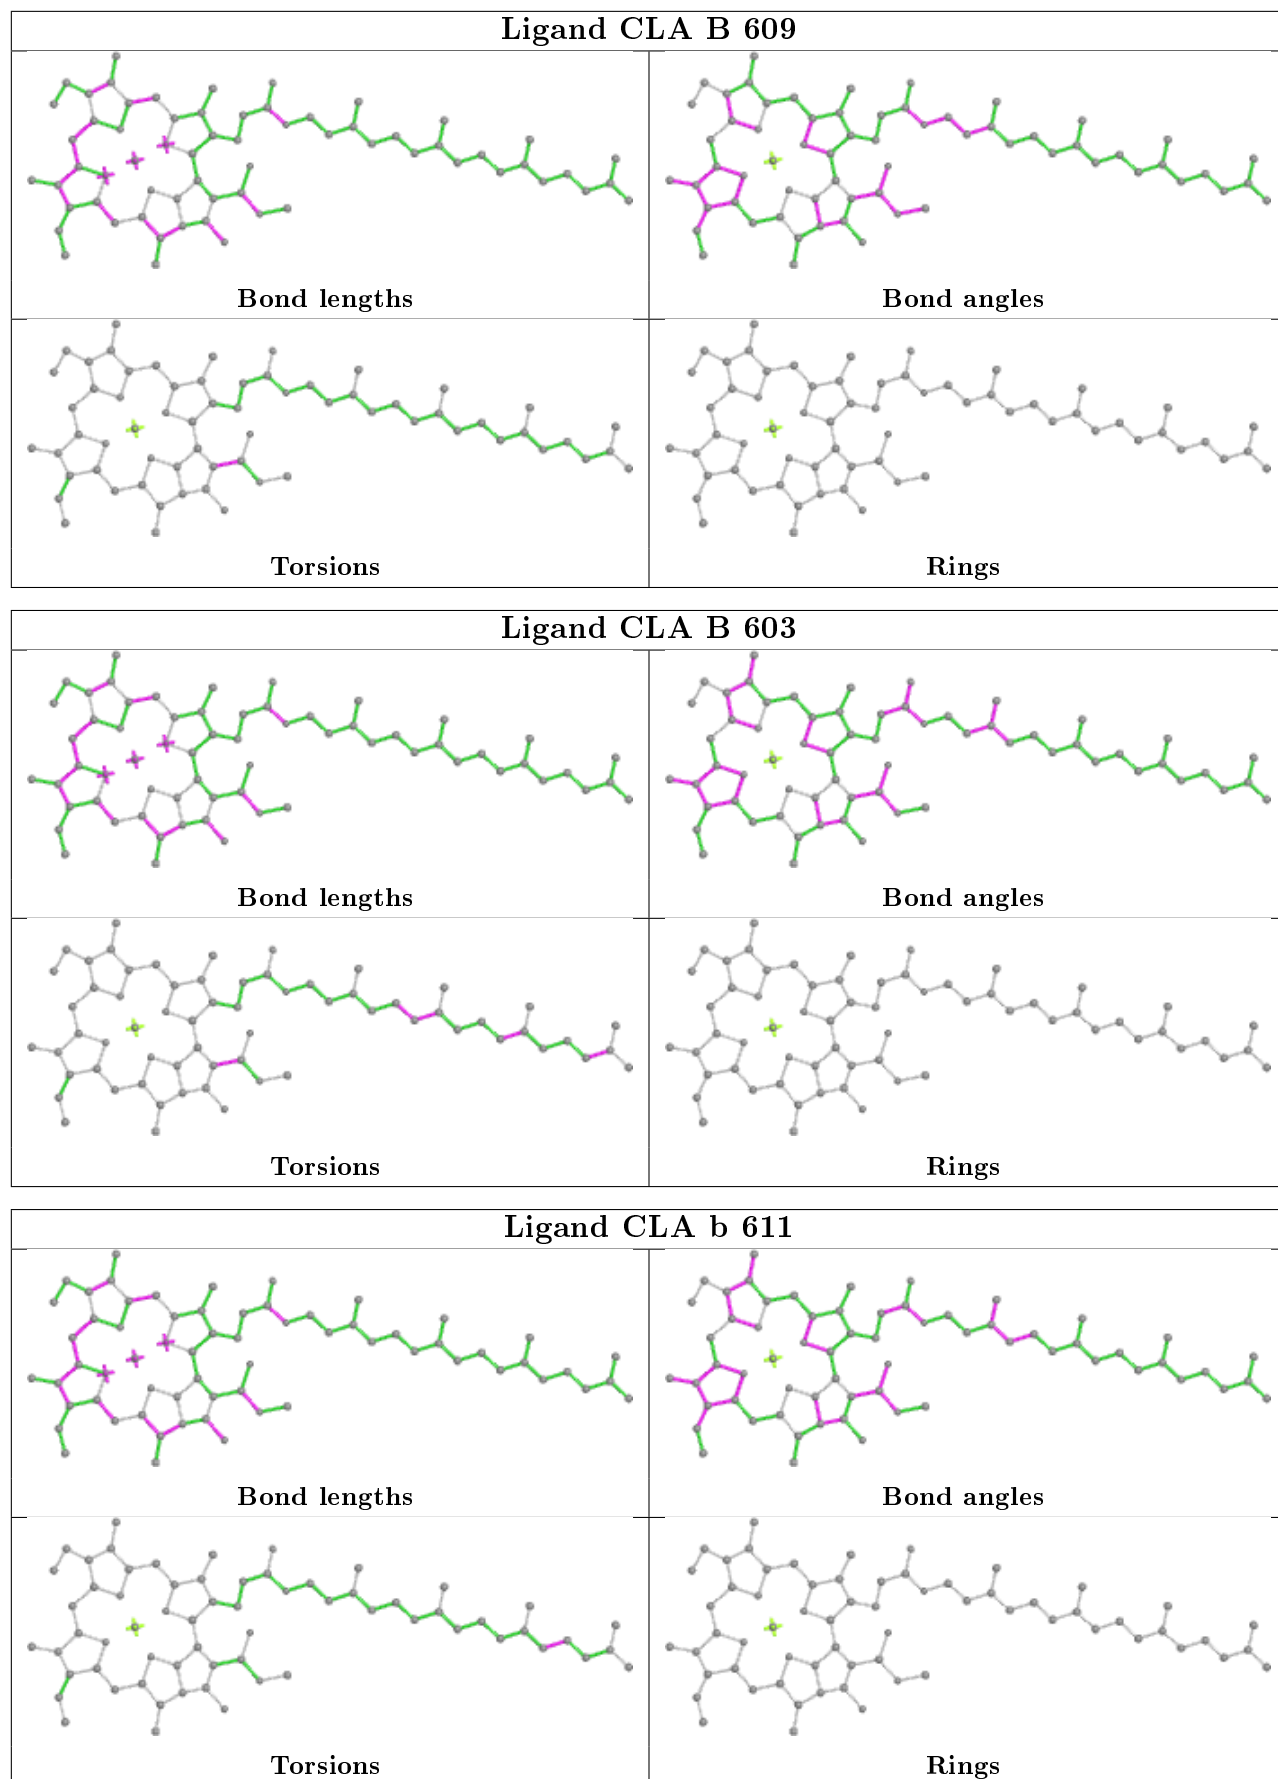 Ligand CLA B 609
Bond lengths
Bond angles
Torsions
Rings
Ligand CLA B 603
Bond lengths
Bond angles
Torsions
Rings
Ligand CLA b 611
Bond lengths
Bond angles
Torsions
Rings